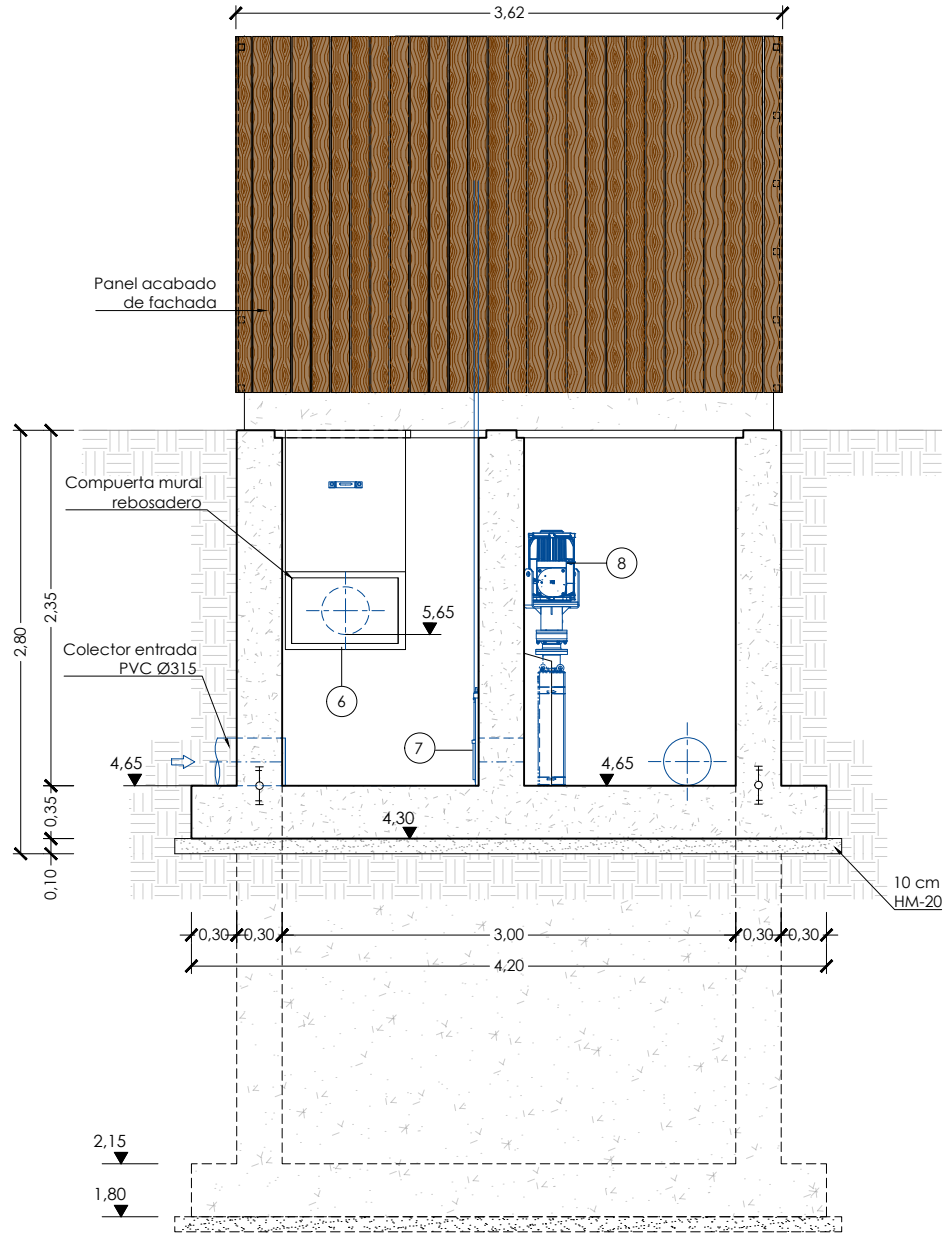 3,62
Panel acabado
de fachada
Compuerta mural
rebosadero
8
5,65
2,35
2,80
Colector entrada
PVC Ø315
6
7
4,65
4,65
0,35
4,30
0,10
10 cm
HM-20
0,30
0,30
3,00
0,30
0,30
4,20
2,15
1,80